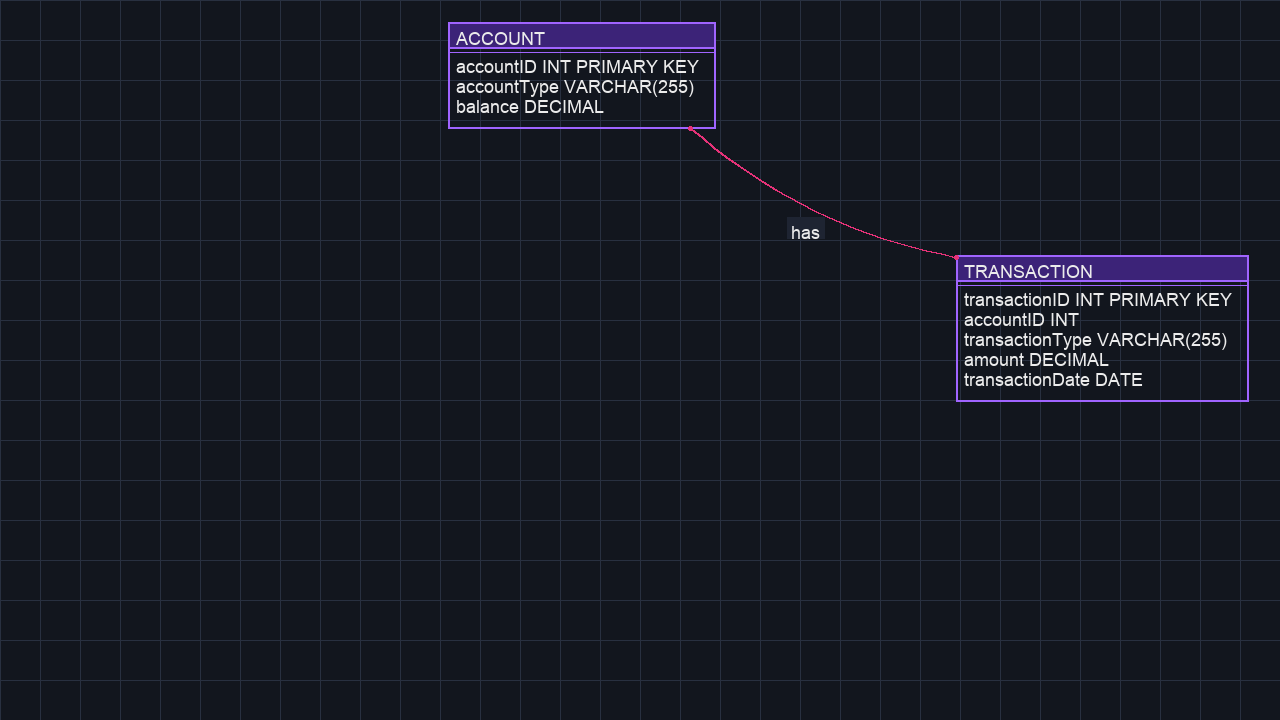 ACCOUNT
accountID INT PRIMARY KEY
accountType VARCHAR(255)
balance DECIMAL
has
TRANSACTION
transactionID INT PRIMARY KEY
accountID INT
transactionType VARCHAR(255)
amount DECIMAL
transactionDate DATE